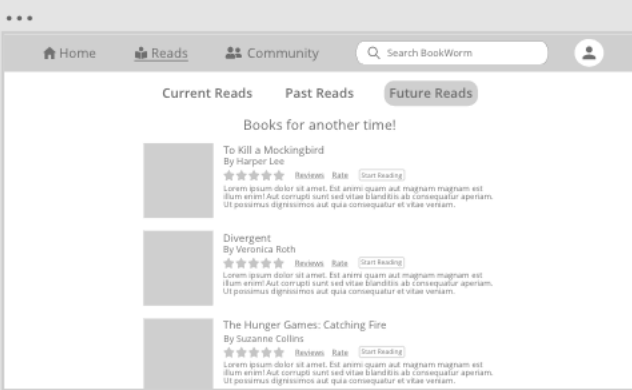 Home Reads Community Search BookWorm
Current Reads Past Reads Future Reads
Books for another time!
To Kill a Mockingbird
By Harper Lee
Reviews Rate Start Reading
Lorem ipsum dolor sit amet. Est animi quam aut magnam magnam est
illum enim! Aut corrupti sunt sed vitae blanditiis ab consequatur aperiam.
Ut possimus dignissimos aut quia consequatur et vitae veniam.
Divergent
By Veronica Roth
Reviews Rate Start Reading
Lorem ipsum dolor sit amet. Est animi quam aut magnam magnam est
illum enim! Aut corrupti sunt sed vitae blanditiis ab consequatur aperiam.
Ut possimus dignissimos aut quia consequatur et vitae veniam.
The Hunger Games: Catching Fire
By Suzanne Collins
Reviews Rate Start Reading
Lorem ipsum dolor sit amet. Est animi quam aut magnam magnam est
illum enim! Aut corrupti sunt sed vitae blanditiis ab consequatur aperiam.
Ut possimus dignissimos aut quia consequatur et vitae veniam.